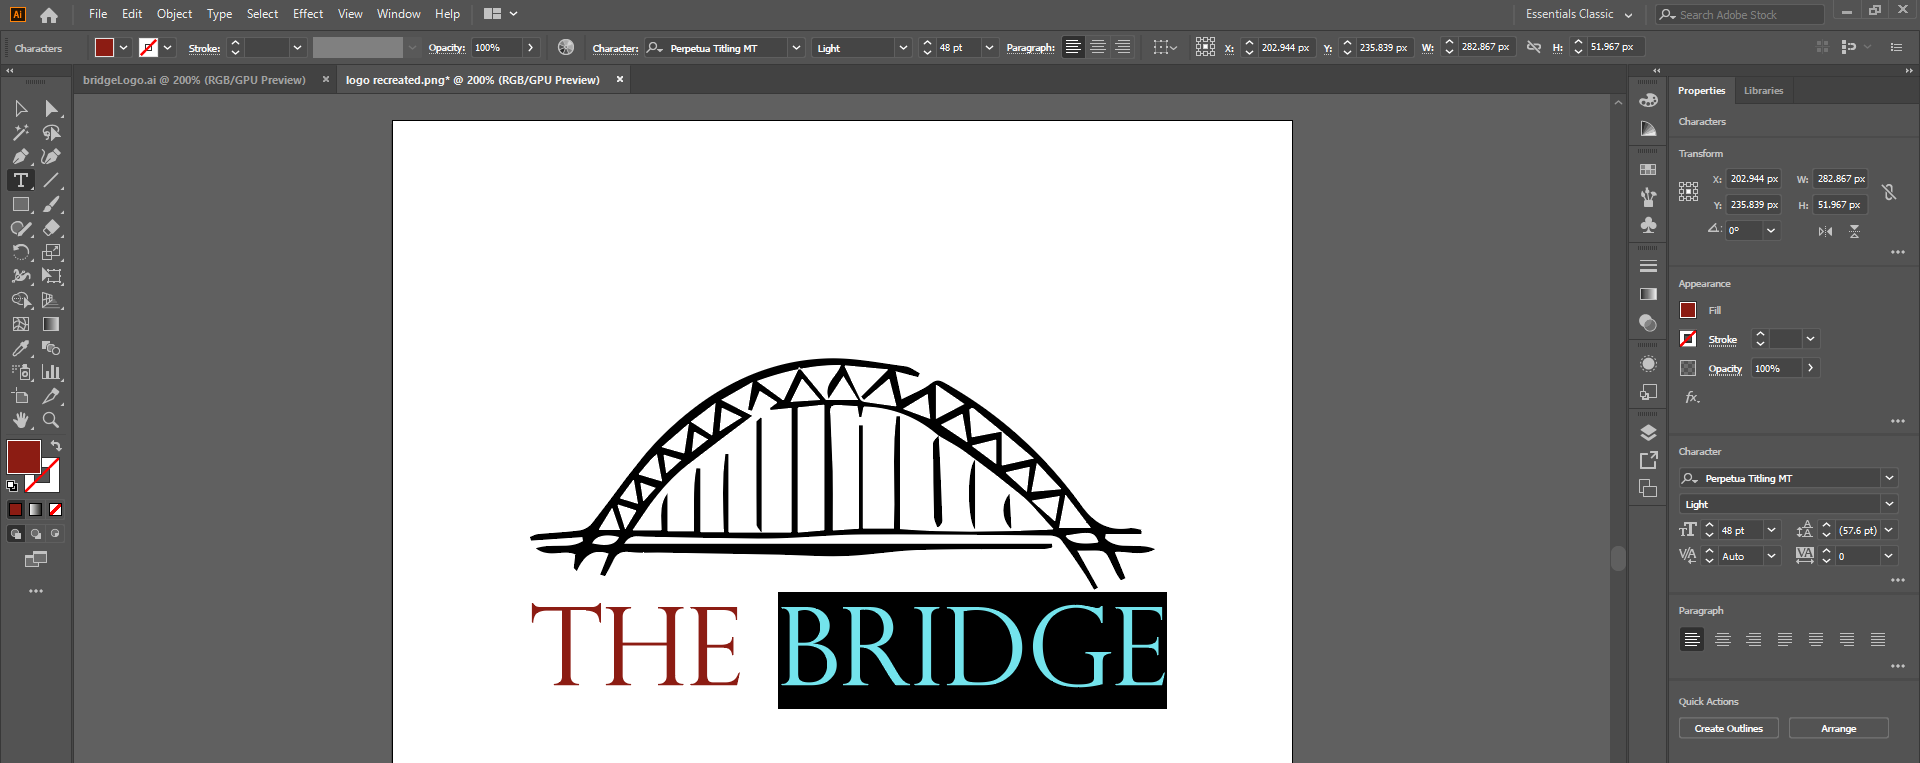 Ai File Edit Object Type Select Effect View Window Help Essentials Classic Search Adobe Stock
Characters Stroke: Opacity: 100% Character: Perpetua Titling MT Light 48 pt Paragraph: X: 202.944 px Y: 235.839 px W: 282.867 px H: 51.967 px
bridgeLogo.ai @ 200% (RGB/GPU Preview) × logo recreated.png* @ 200% (RGB/GPU Preview) ×
Properties Libraries
Characters
Transform
X: 202.944 px W: 282.867 px
Y: 235.839 px H: 51.967 px
0°
Appearance
Fill
Stroke
Opacity 100%
fx.
Character
Perpetua Titling MT
Light
48 pt (57.6 pt)
Auto 0
Paragraph
Quick Actions
Create Outlines Arrange
THE BRIDGE